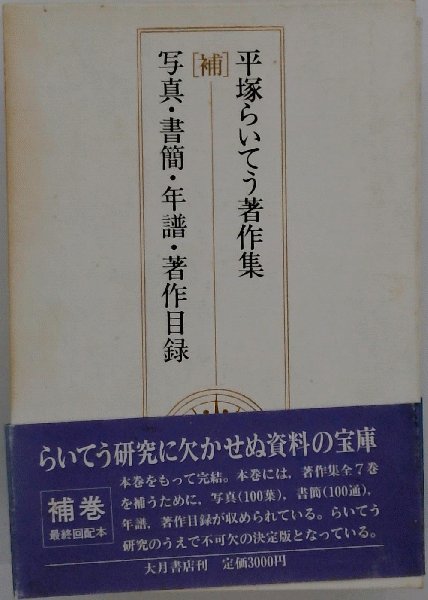 平塚らいてう著作集
[補]
写真・書簡・年譜・著作目録
らいてう研究に欠かせぬ資料の宝庫
補巻
最終回配本
本巻をもって完結。本巻には，著作集全7巻
を補うために，写真(100葉)，書簡(100通)，
年譜，著作目録が収められている。らいてう
研究のうえで不可欠の決定版となっている。
大月書店刊 定価3000円